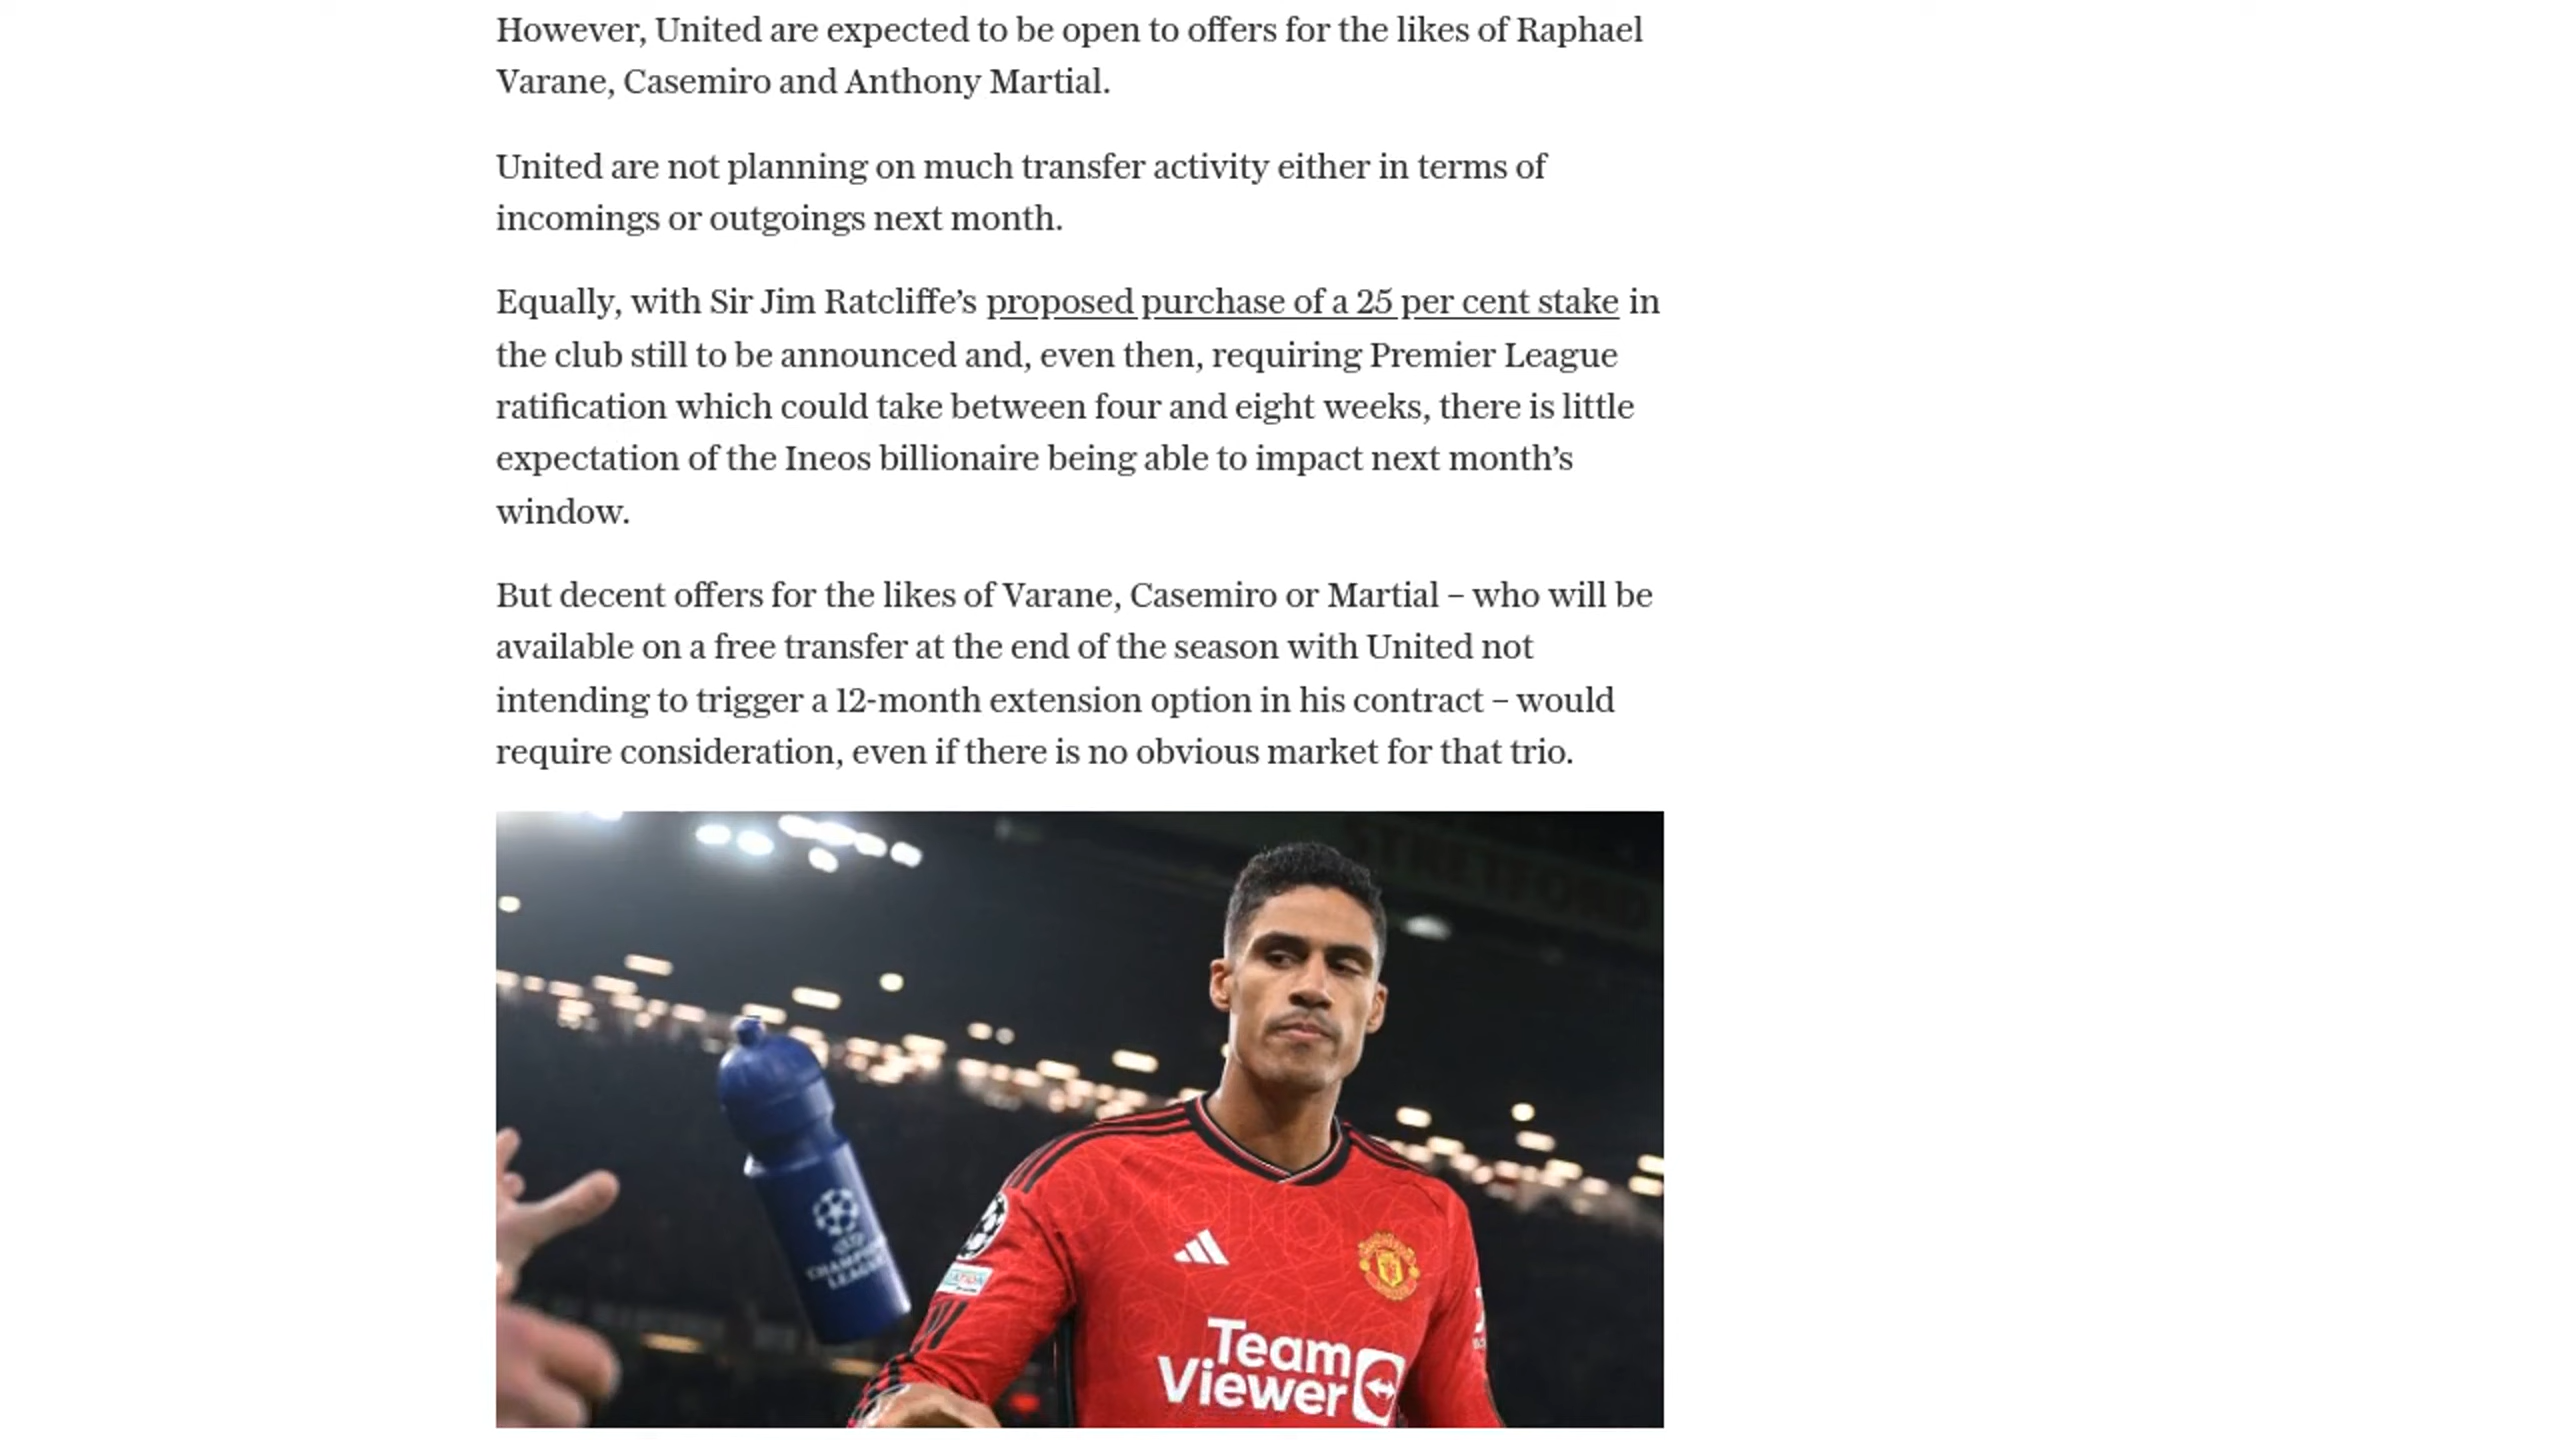 However, United are expected to be open to offers for the likes of Raphael
Varane, Casemiro and Anthony Martial.
United are not planning on much transfer activity either in terms of
incomings or outgoings next month.
Equally, with Sir Jim Ratcliffe’s proposed purchase of a 25 per cent stake in
the club still to be announced and, even then, requiring Premier League
ratification which could take between four and eight weeks, there is little
expectation of the Ineos billionaire being able to impact next month’s
window.
But decent offers for the likes of Varane, Casemiro or Martial – who will be
available on a free transfer at the end of the season with United not
intending to trigger a 12-month extension option in his contract – would
require consideration, even if there is no obvious market for that trio.
STRETFORD
CHAMPIONS
LEAGUE
Team
Viewer